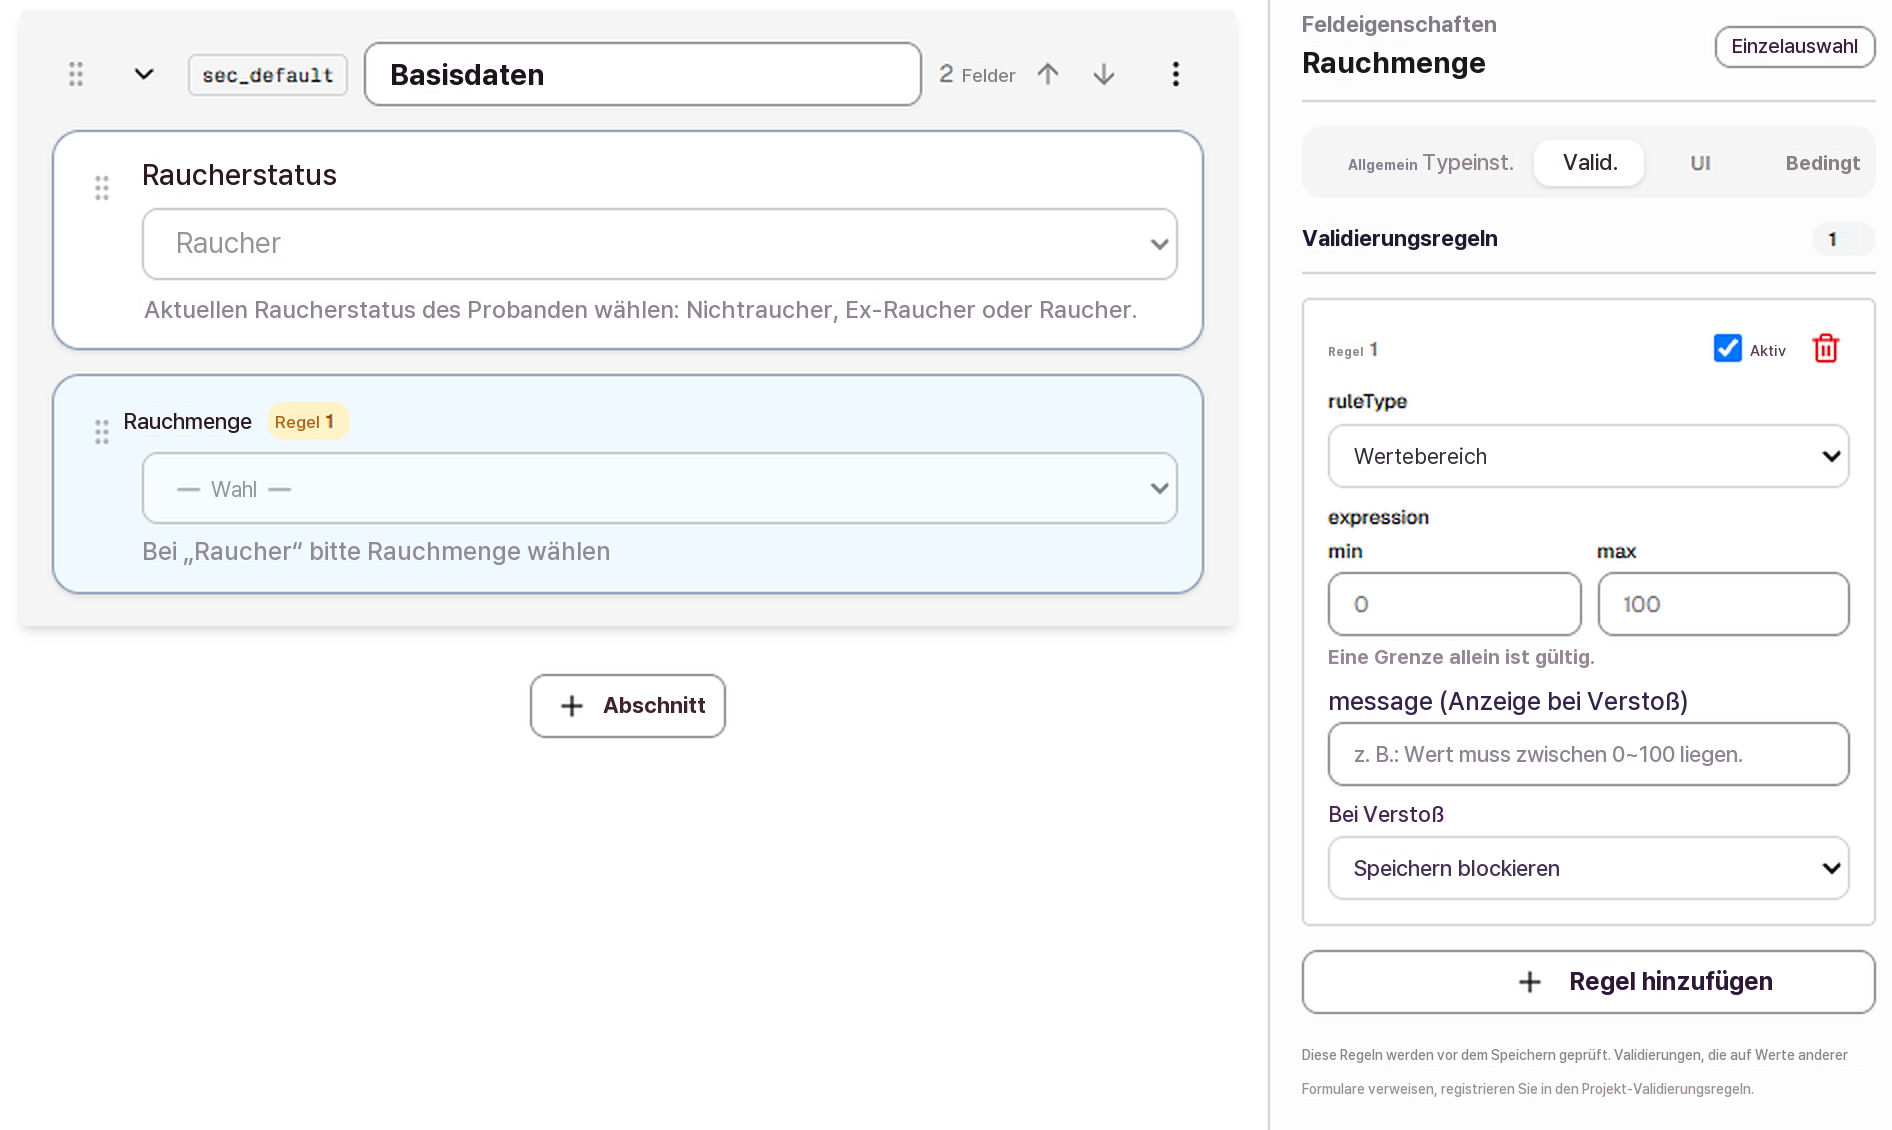 sec_default
Basisdaten
2 Felder
Raucherstatus
Raucher
Aktuellen Raucherstatus des Probanden wählen: Nichtraucher, Ex-Raucher oder Raucher.
Rauchmenge Regel 1
— Wahl —
Bei „Raucher“ bitte Rauchmenge wählen
+ Abschnitt
Feldeigenschaften
Rauchmenge
Einzelauswahl
Allgemein Typeinst. Valid. UI Bedingt
Validierungsregeln 1
Regel 1 Aktiv
ruleType
Wertebereich
expression
min max
0 100
Eine Grenze allein ist gültig.
message (Anzeige bei Verstoß)
z. B.: Wert muss zwischen 0~100 liegen.
Bei Verstoß
Speichern blockieren
+ Regel hinzufügen
Diese Regeln werden vor dem Speichern geprüft. Validierungen, die auf Werte anderer
Formulare verweisen, registrieren Sie in den Projekt-Validierungsregeln.